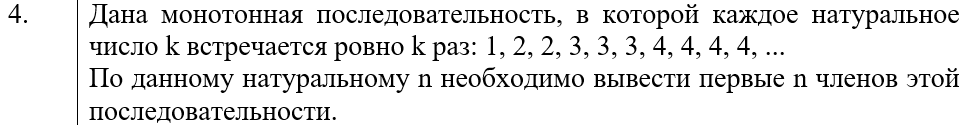 4. Дана монотонная последовательность, в которой каждое натуральное
число k встречается ровно k раз: 1, 2, 2, 3, 3, 3, 4, 4, 4, 4, ...
По данному натуральному n необходимо вывести первые n членов этой
последовательности.